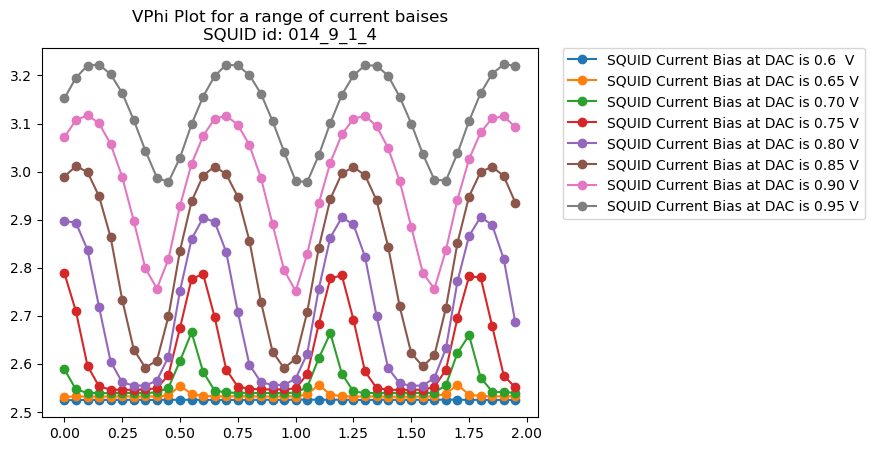 VPhi Plot for a range of current baises
SQUID id: 014_9_1_4
3.2
3.1
3.0
2.9
2.8
2.7
2.6
2.5
0.00 0.25 0.50 0.75 1.00 1.25 1.50 1.75 2.00
SQUID Current Bias at DAC is 0.6  V
SQUID Current Bias at DAC is 0.65 V
SQUID Current Bias at DAC is 0.70 V
SQUID Current Bias at DAC is 0.75 V
SQUID Current Bias at DAC is 0.80 V
SQUID Current Bias at DAC is 0.85 V
SQUID Current Bias at DAC is 0.90 V
SQUID Current Bias at DAC is 0.95 V